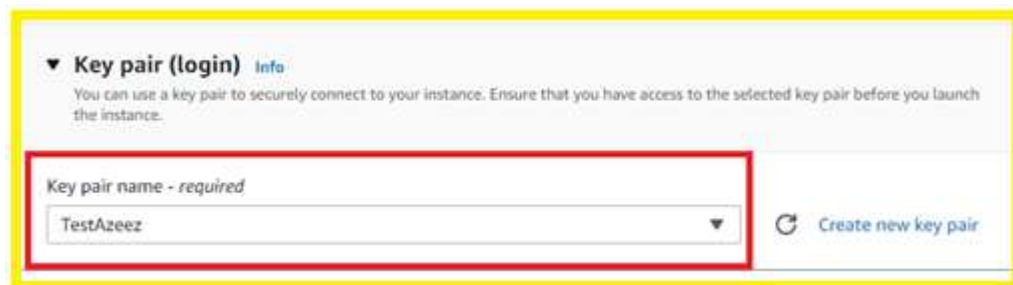 Key pair (login) Info
You can use a key pair to securely connect to your instance. Ensure that you have access to the selected key pair before you launch
the instance.
Key pair name - required
TestAzeez
Create new key pair